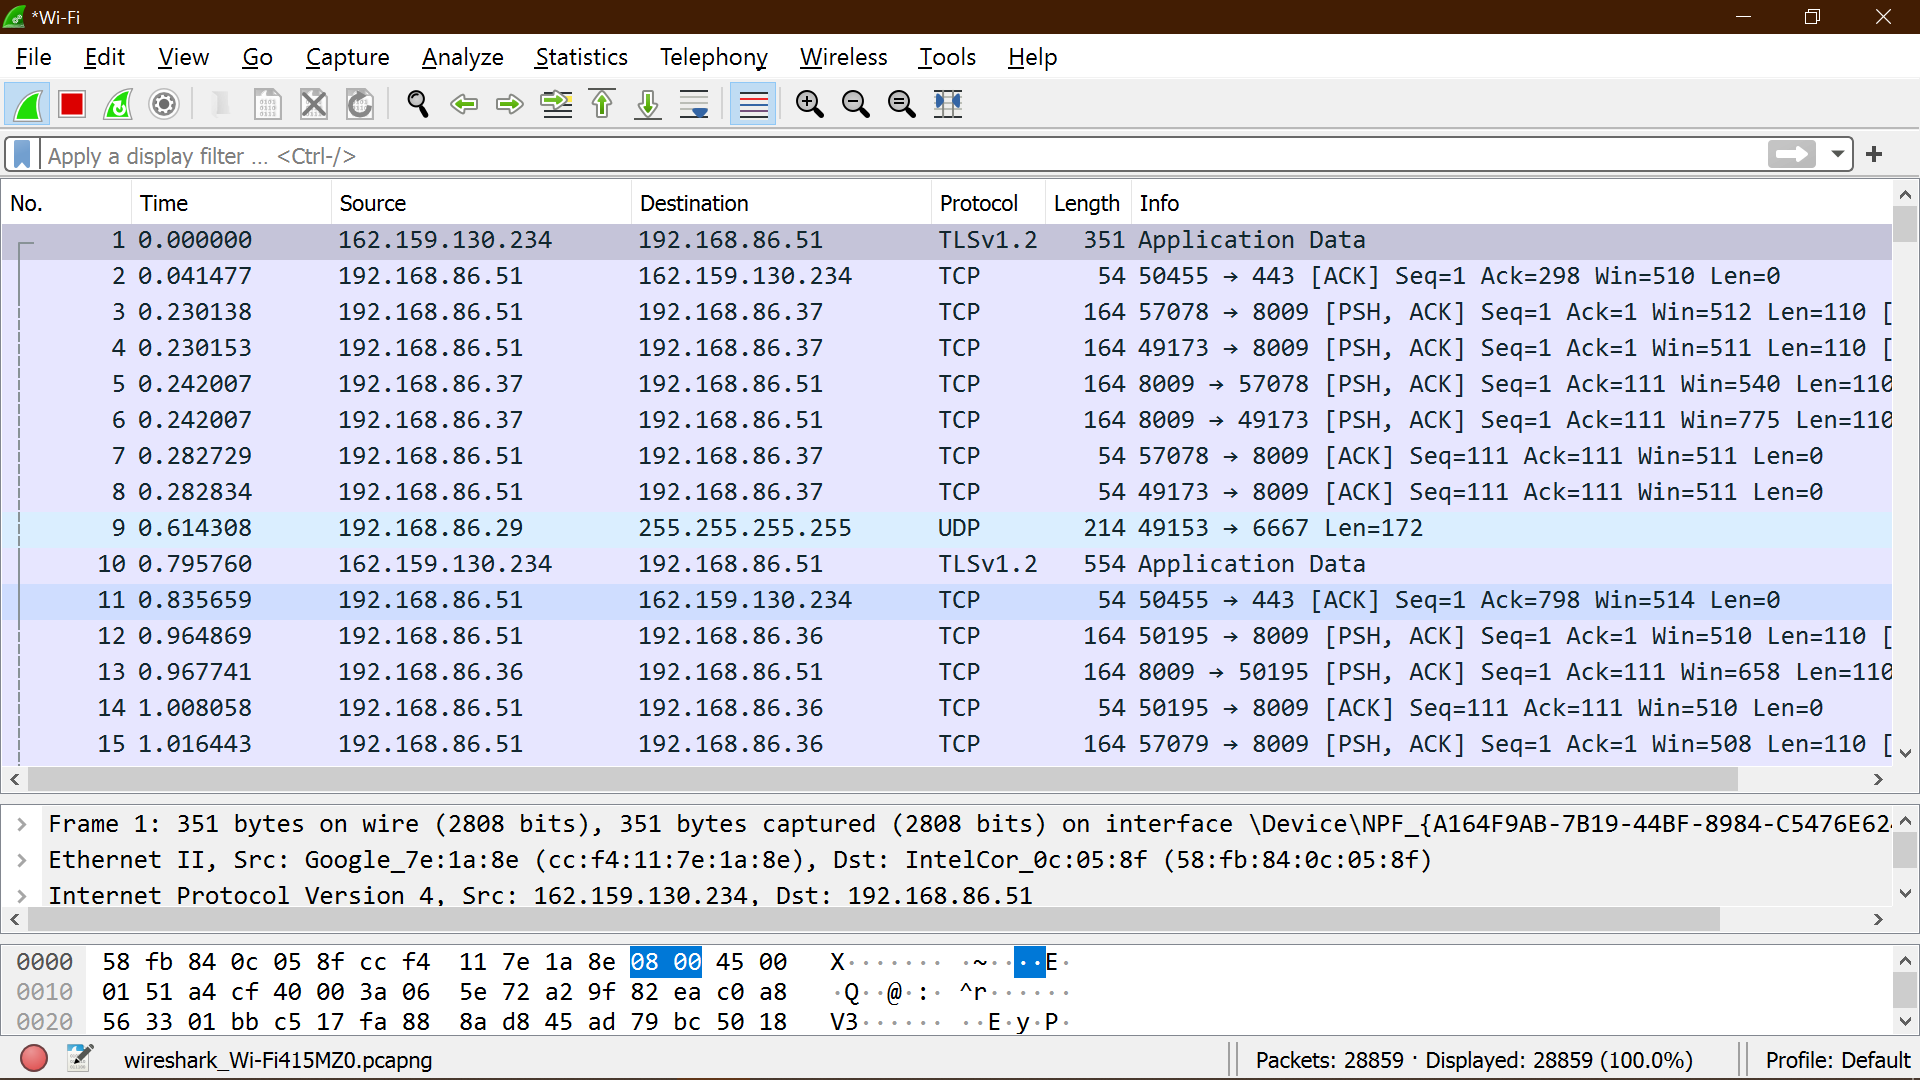 *Wi-Fi
File Edit View Go Capture Analyze Statistics Telephony Wireless Tools Help
Apply a display filter ... <Ctrl-/>
No. Time Source Destination Protocol Length Info
1 0.000000 162.159.130.234 192.168.86.51 TLSv1.2 351 Application Data
2 0.041477 192.168.86.51 162.159.130.234 TCP 54 50455 → 443 [ACK] Seq=1 Ack=298 Win=510 Len=0
3 0.230138 192.168.86.51 192.168.86.37 TCP 164 57078 → 8009 [PSH, ACK] Seq=1 Ack=1 Win=512 Len=110 [
4 0.230153 192.168.86.51 192.168.86.37 TCP 164 49173 → 8009 [PSH, ACK] Seq=1 Ack=1 Win=511 Len=110 [
5 0.242007 192.168.86.37 192.168.86.51 TCP 164 8009 → 57078 [PSH, ACK] Seq=1 Ack=111 Win=540 Len=110
6 0.242007 192.168.86.37 192.168.86.51 TCP 164 8009 → 49173 [PSH, ACK] Seq=1 Ack=111 Win=775 Len=110
7 0.282729 192.168.86.51 192.168.86.37 TCP 54 57078 → 8009 [ACK] Seq=111 Ack=111 Win=511 Len=0
8 0.282834 192.168.86.51 192.168.86.37 TCP 54 49173 → 8009 [ACK] Seq=111 Ack=111 Win=511 Len=0
9 0.614308 192.168.86.29 255.255.255.255 UDP 214 49153 → 6667 Len=172
10 0.795760 162.159.130.234 192.168.86.51 TLSv1.2 554 Application Data
11 0.835659 192.168.86.51 162.159.130.234 TCP 54 50455 → 443 [ACK] Seq=1 Ack=798 Win=514 Len=0
12 0.964869 192.168.86.51 192.168.86.36 TCP 164 50195 → 8009 [PSH, ACK] Seq=1 Ack=1 Win=510 Len=110 [
13 0.967741 192.168.86.36 192.168.86.51 TCP 164 8009 → 50195 [PSH, ACK] Seq=1 Ack=111 Win=658 Len=110
14 1.008058 192.168.86.51 192.168.86.36 TCP 54 50195 → 8009 [ACK] Seq=111 Ack=111 Win=510 Len=0
15 1.016443 192.168.86.51 192.168.86.36 TCP 164 57079 → 8009 [PSH, ACK] Seq=1 Ack=1 Win=508 Len=110 [
Frame 1: 351 bytes on wire (2808 bits), 351 bytes captured (2808 bits) on interface \Device\NPF_{A164F9AB-7B19-44BF-8984-C5476E62
Ethernet II, Src: Google_7e:1a:8e (cc:f4:11:7e:1a:8e), Dst: IntelCor_0c:05:8f (58:fb:84:0c:05:8f)
Internet Protocol Version 4, Src: 162.159.130.234, Dst: 192.168.86.51
0000 58 fb 84 0c 05 8f cc f4 11 7e 1a 8e 08 00 45 00 X······· ·~····E·
0010 01 51 a4 cf 40 00 3a 06 5e 72 a2 9f 82 ea c0 a8 ·Q··@·:· ^r······
0020 56 33 01 bb c5 17 fa 88 8a d8 45 ad 79 bc 50 18 V3······ ··E·y·P·
wireshark_Wi-Fi415MZ0.pcapng
Packets: 28859 · Displayed: 28859 (100.0%)
Profile: Default